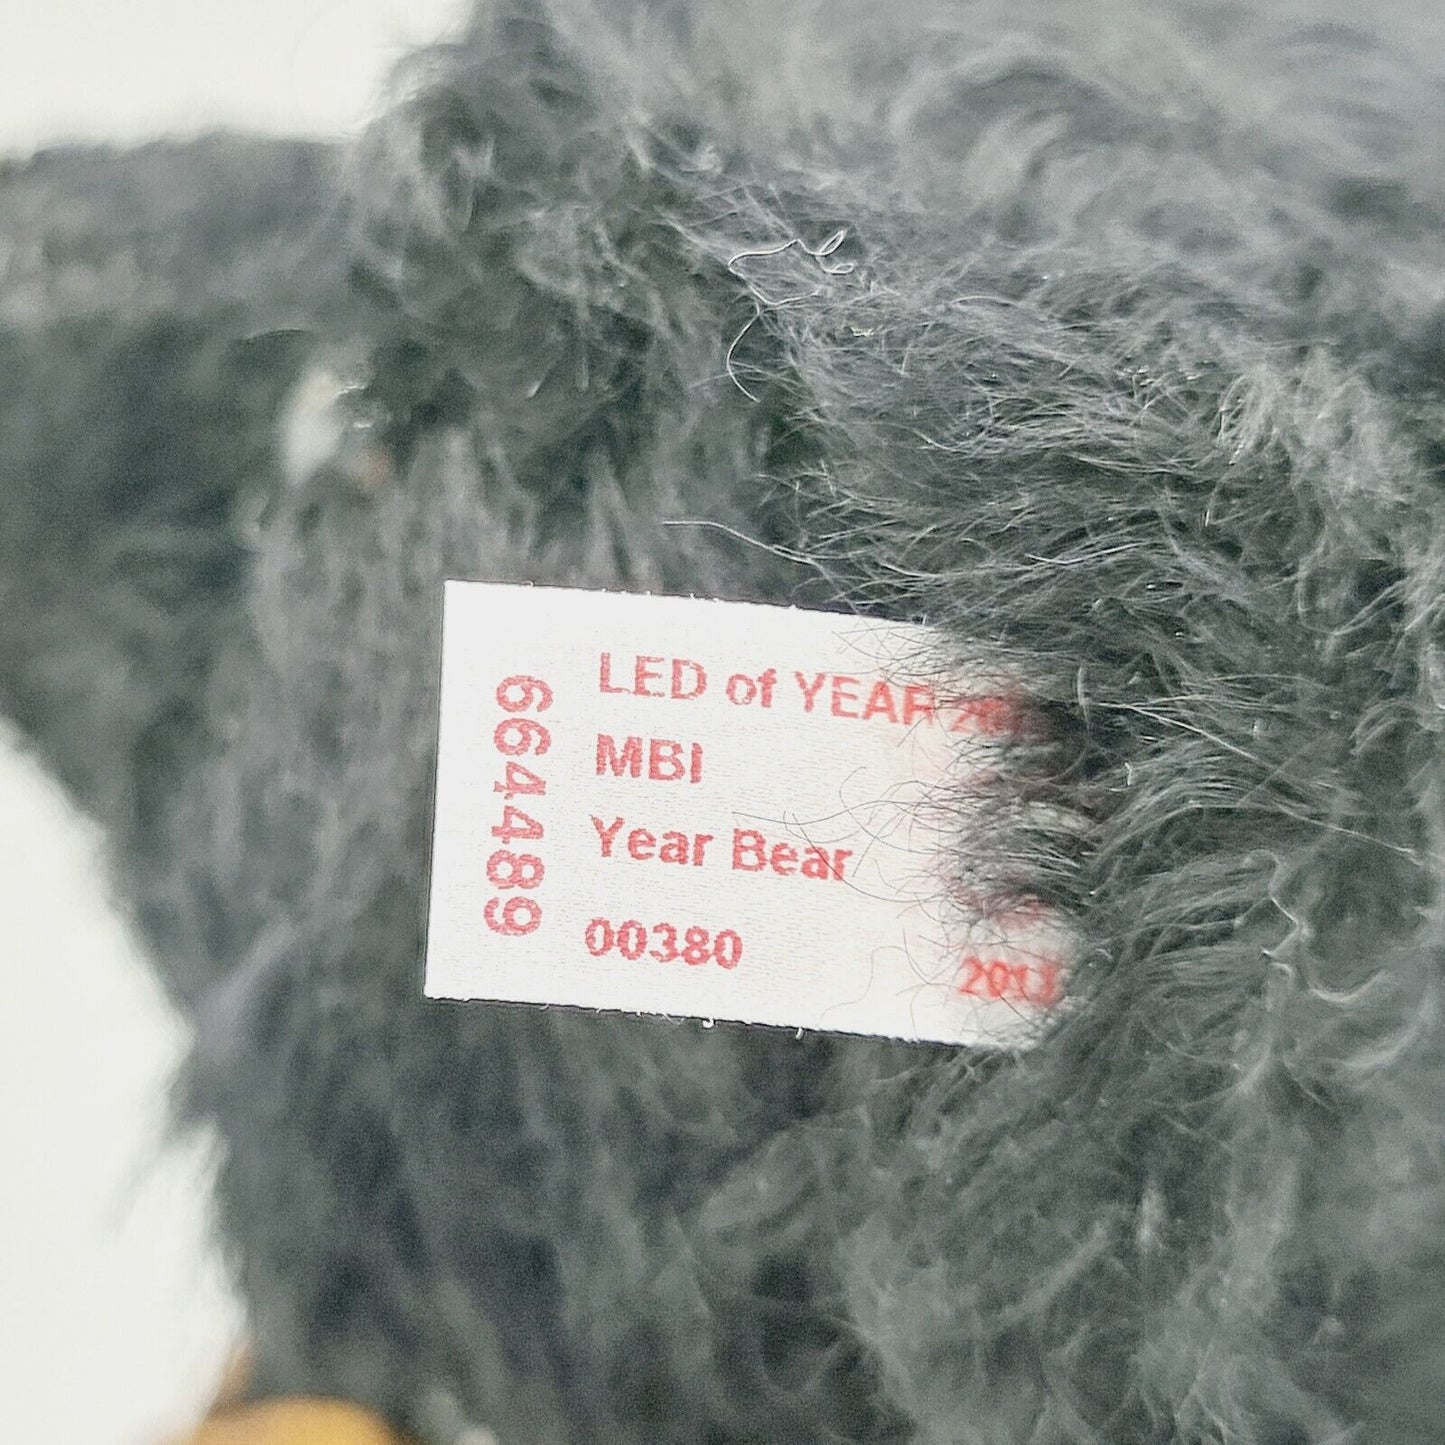 664489
LED of YEAR
MBI
Year Bear
00380